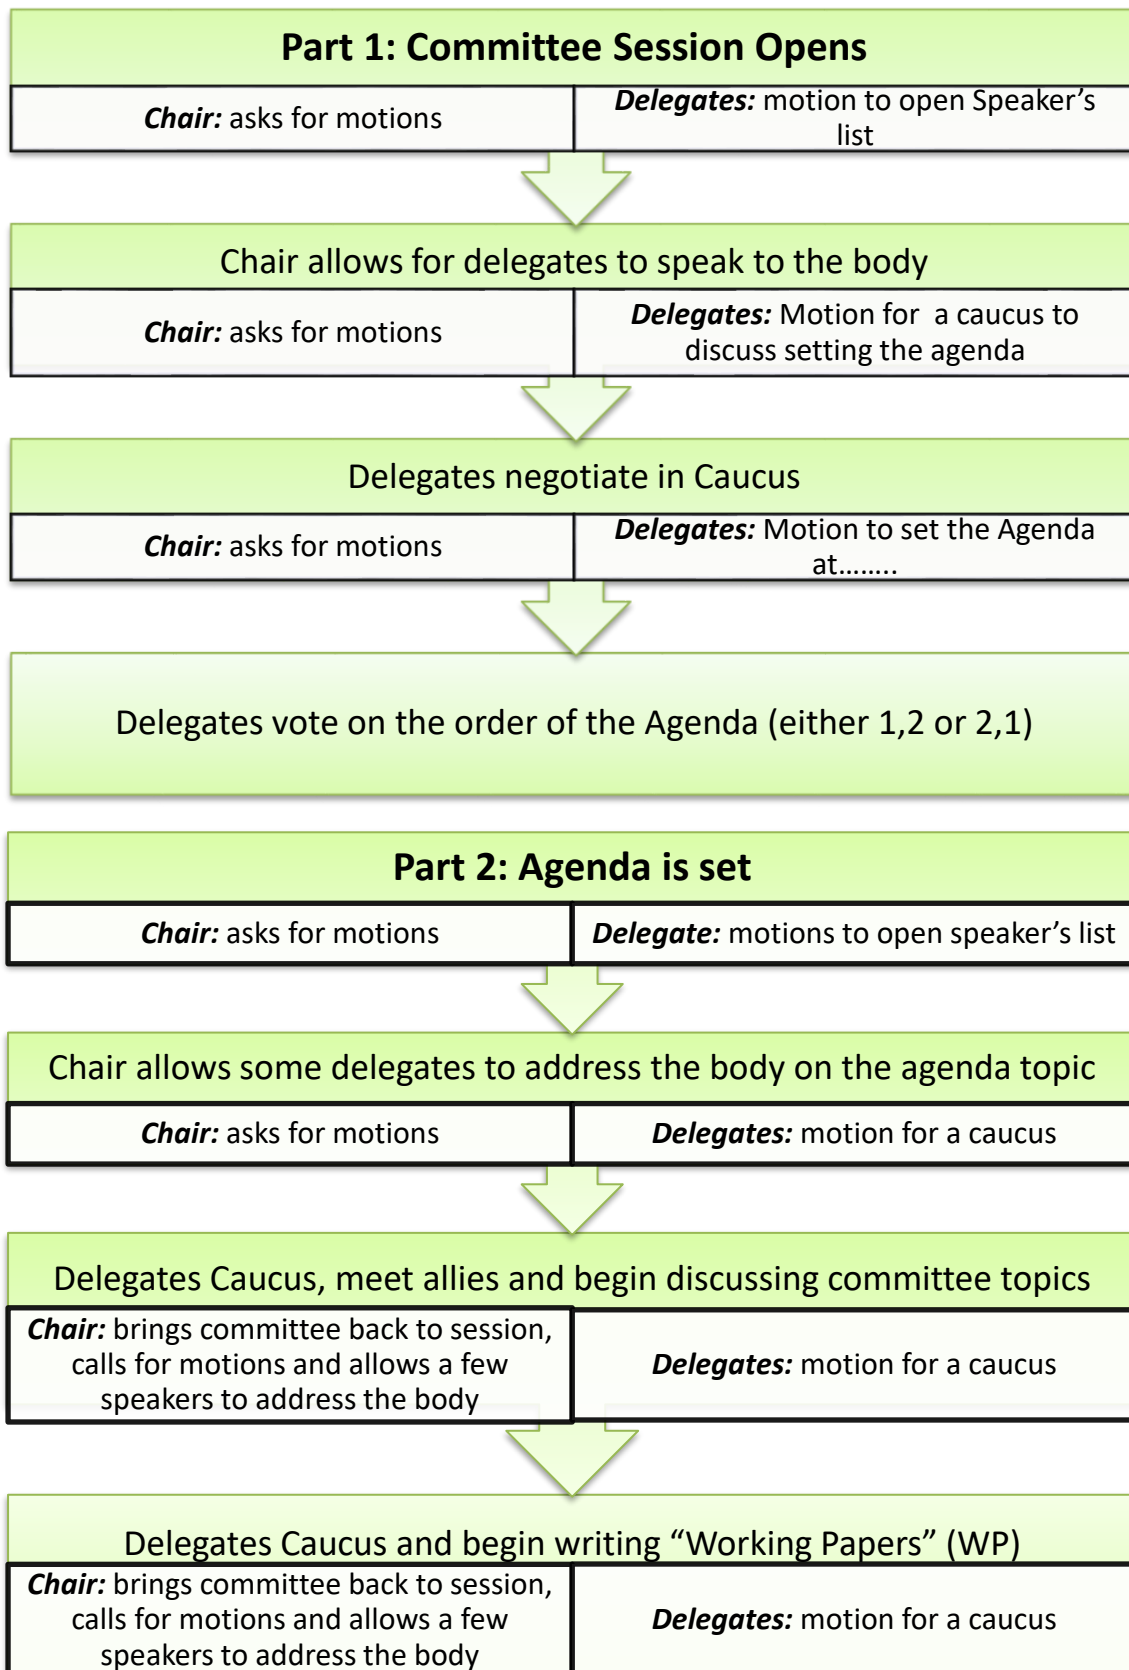 Part 1: Committee Session Opens
Chair: asks for motions
Delegates: motion to open Speaker’s
list
Chair allows for delegates to speak to the body
Chair: asks for motions
Delegates: Motion for  a caucus to
discuss setting the agenda
Delegates negotiate in Caucus
Chair: asks for motions
Delegates: Motion to set the Agenda
at……..
Delegates vote on the order of the Agenda (either 1,2 or 2,1)
Part 2: Agenda is set
Chair: asks for motions
Delegate: motions to open speaker’s list
Chair allows some delegates to address the body on the agenda topic
Chair: asks for motions
Delegates: motion for a caucus
Delegates Caucus, meet allies and begin discussing committee topics
Chair: brings committee back to session,
calls for motions and allows a few
speakers to address the body
Delegates: motion for a caucus
Delegates Caucus and begin writing “Working Papers” (WP)
Chair: brings committee back to session,
calls for motions and allows a few
speakers to address the body
Delegates: motion for a caucus